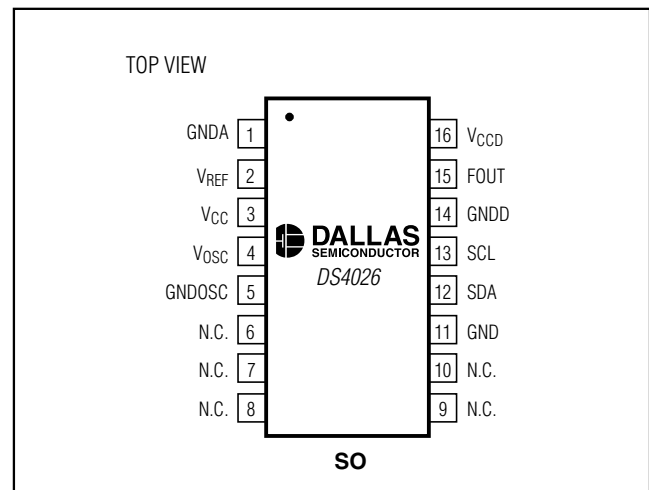 TOP VIEW
GNDA 1
VREF 2
VCC 3
VOSC 4
GNDOSC 5
N.C. 6
N.C. 7
N.C. 8
DALLAS
SEMICONDUCTOR
DS4026
16 VCCD
15 FOUT
14 GNDD
13 SCL
12 SDA
11 GND
10 N.C.
9 N.C.
SO